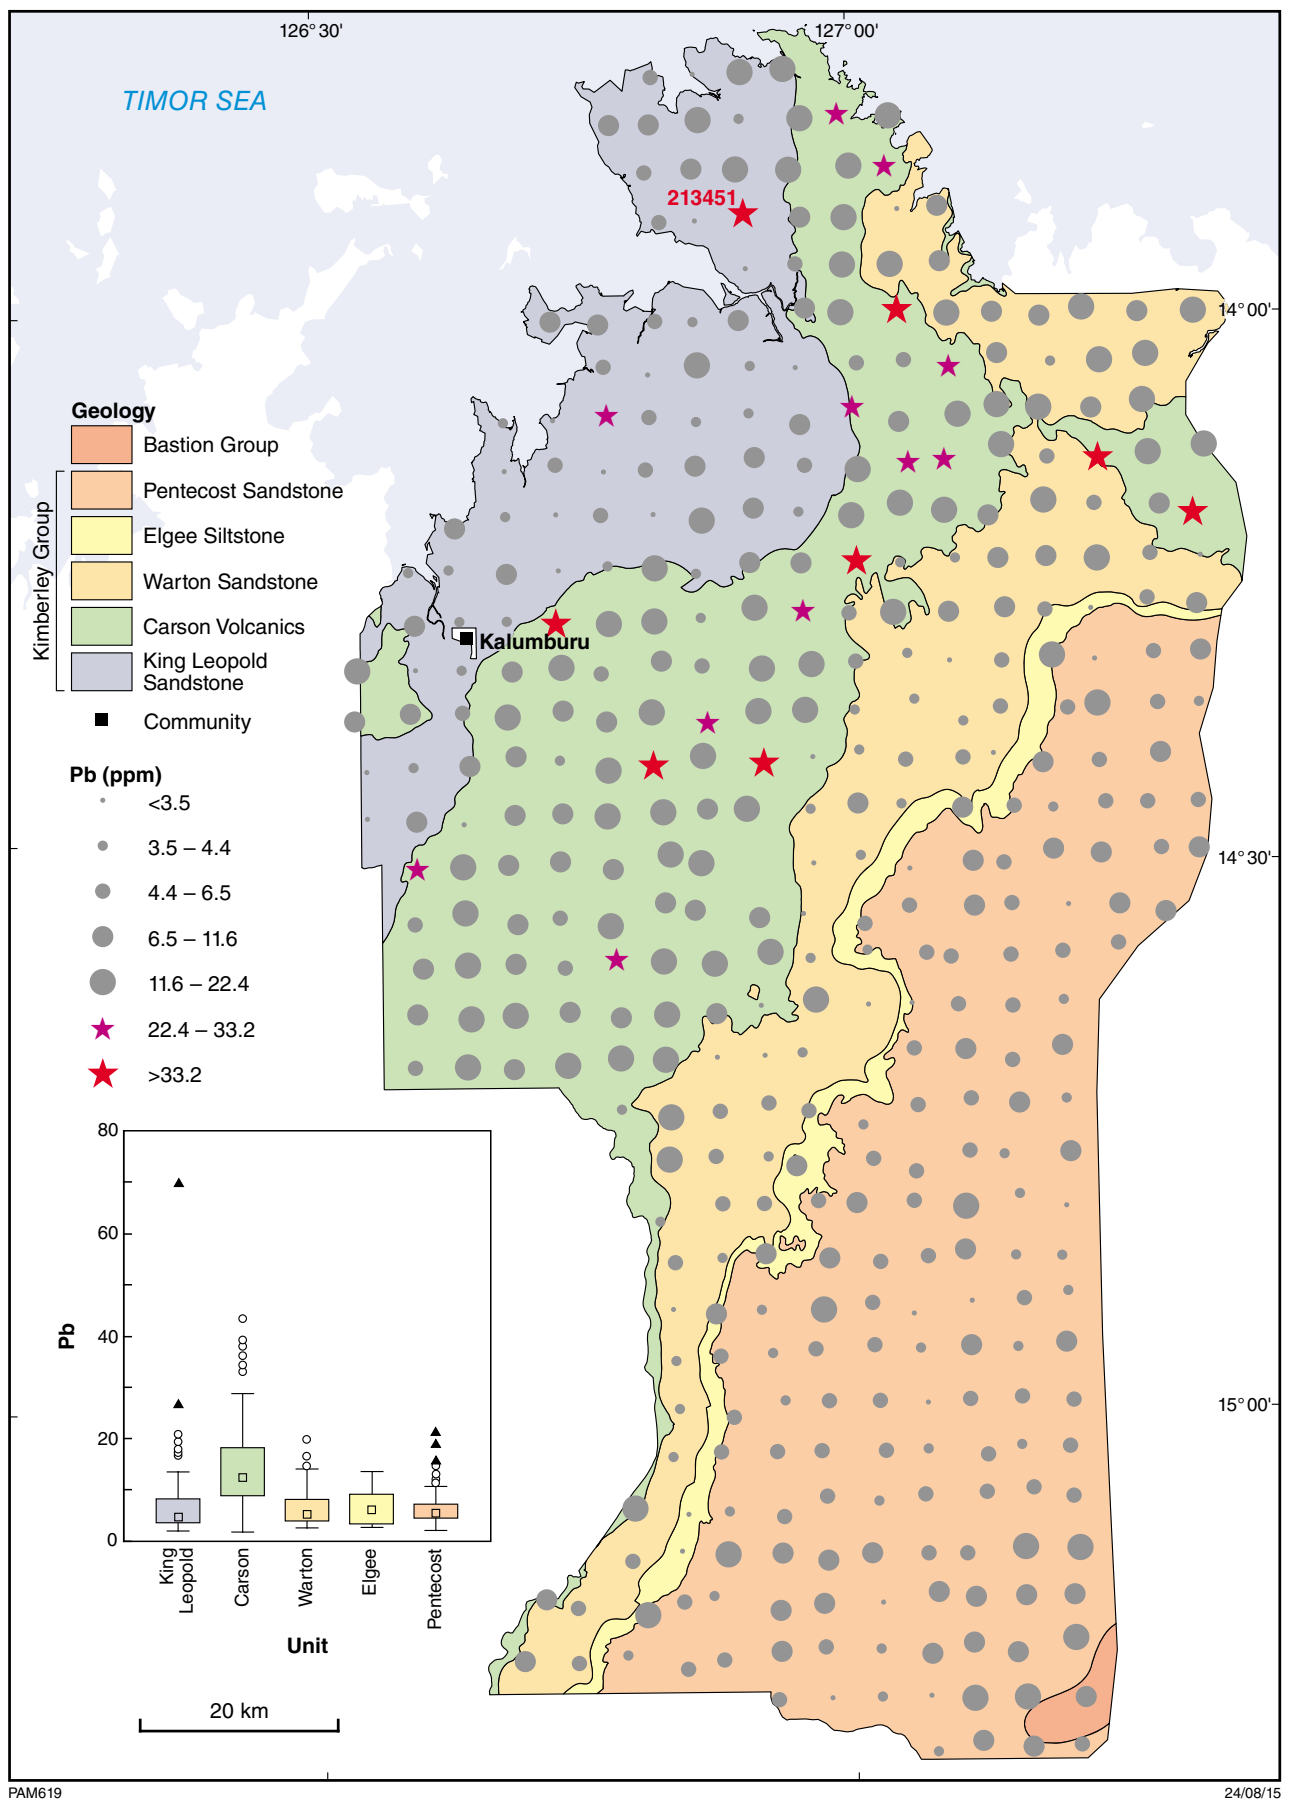 126°30'
127°00'
TIMOR SEA
213451
14°00'
Geology
Bastion Group
Pentecost Sandstone
Elgee Siltstone
Warton Sandstone
Carson Volcanics
King Leopold
Sandstone
Kimberley Group
Community
Kalumburu
Pb (ppm)
<3.5
3.5 – 4.4
4.4 – 6.5
6.5 – 11.6
11.6 – 22.4
22.4 – 33.2
>33.2
14°30'
15°00'
80
60
40
20
0
Pb
King
Leopold
Carson
Warton
Elgee
Pentecost
Unit
20 km
PAM619
24/08/15